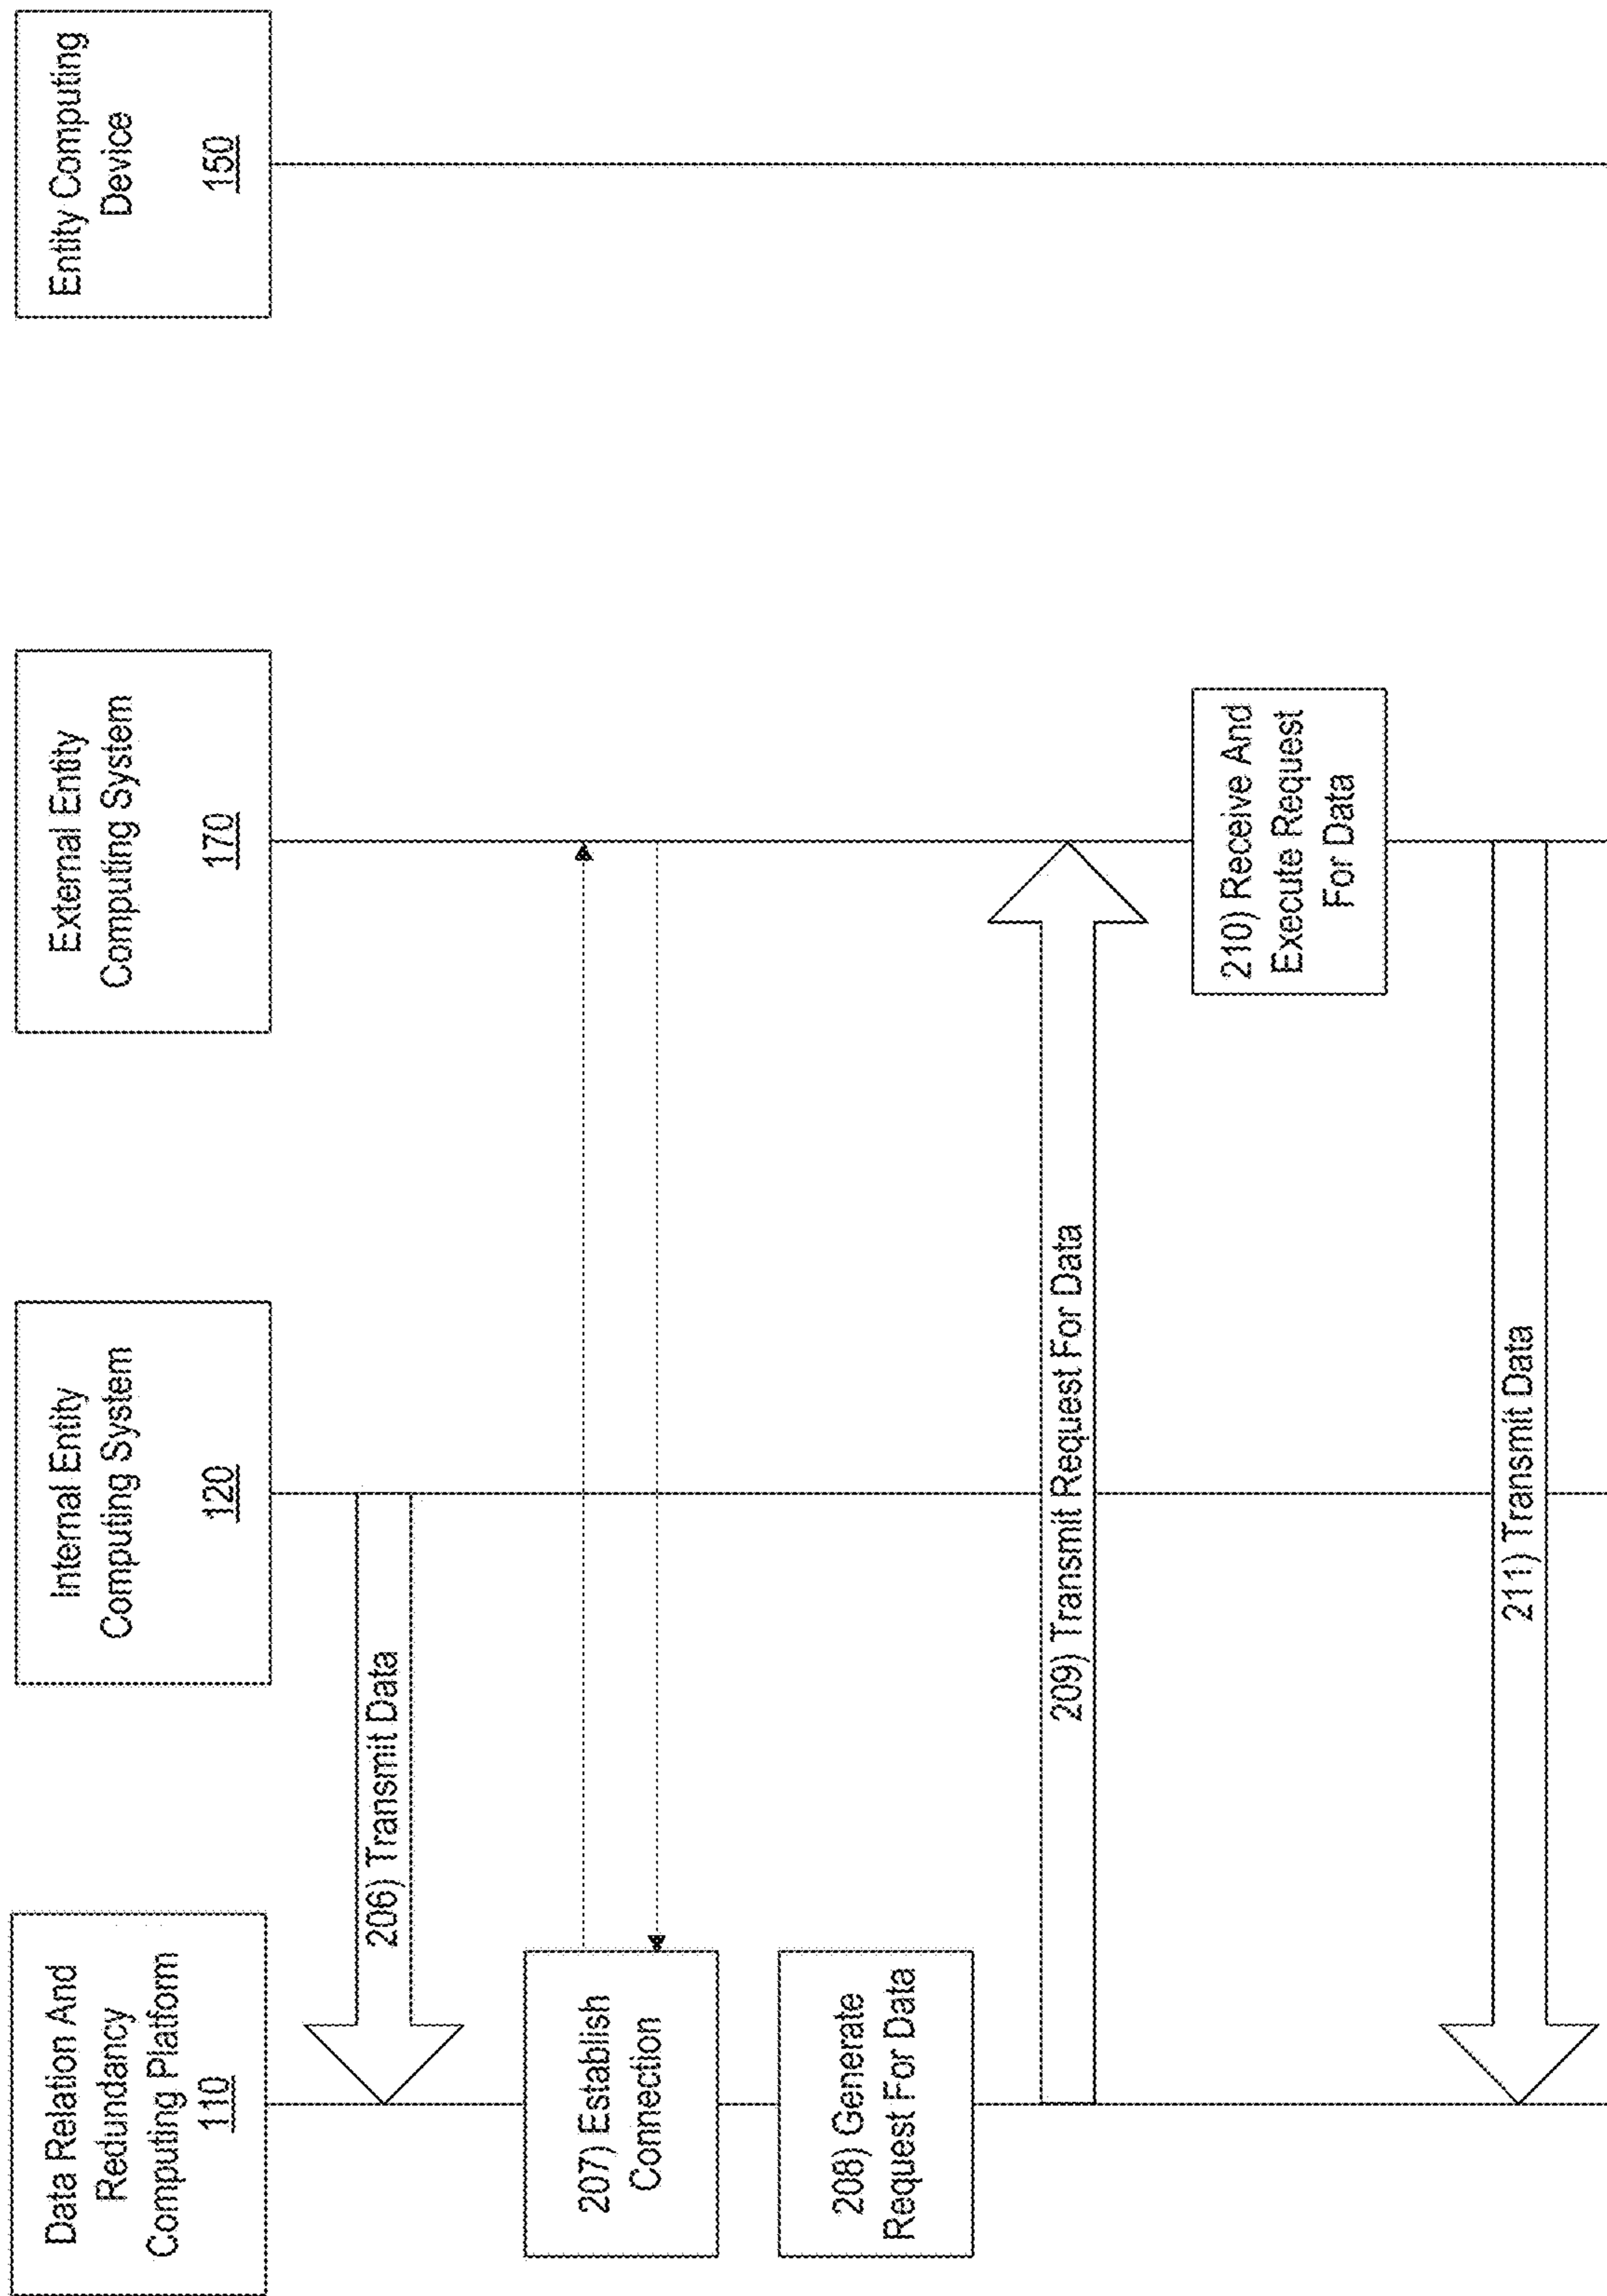 Data Relation And
Redundancy
Computing Platform
110
Internal Entity
Computing System
120
External Entity
Computing System
170
Entity Computing
Device
150
206) Transmit Data
207) Establish
Connection
208) Generate
Request For Data
209) Transmit Request For Data
210) Receive And
Execute Request
For Data
211) Transmit Data